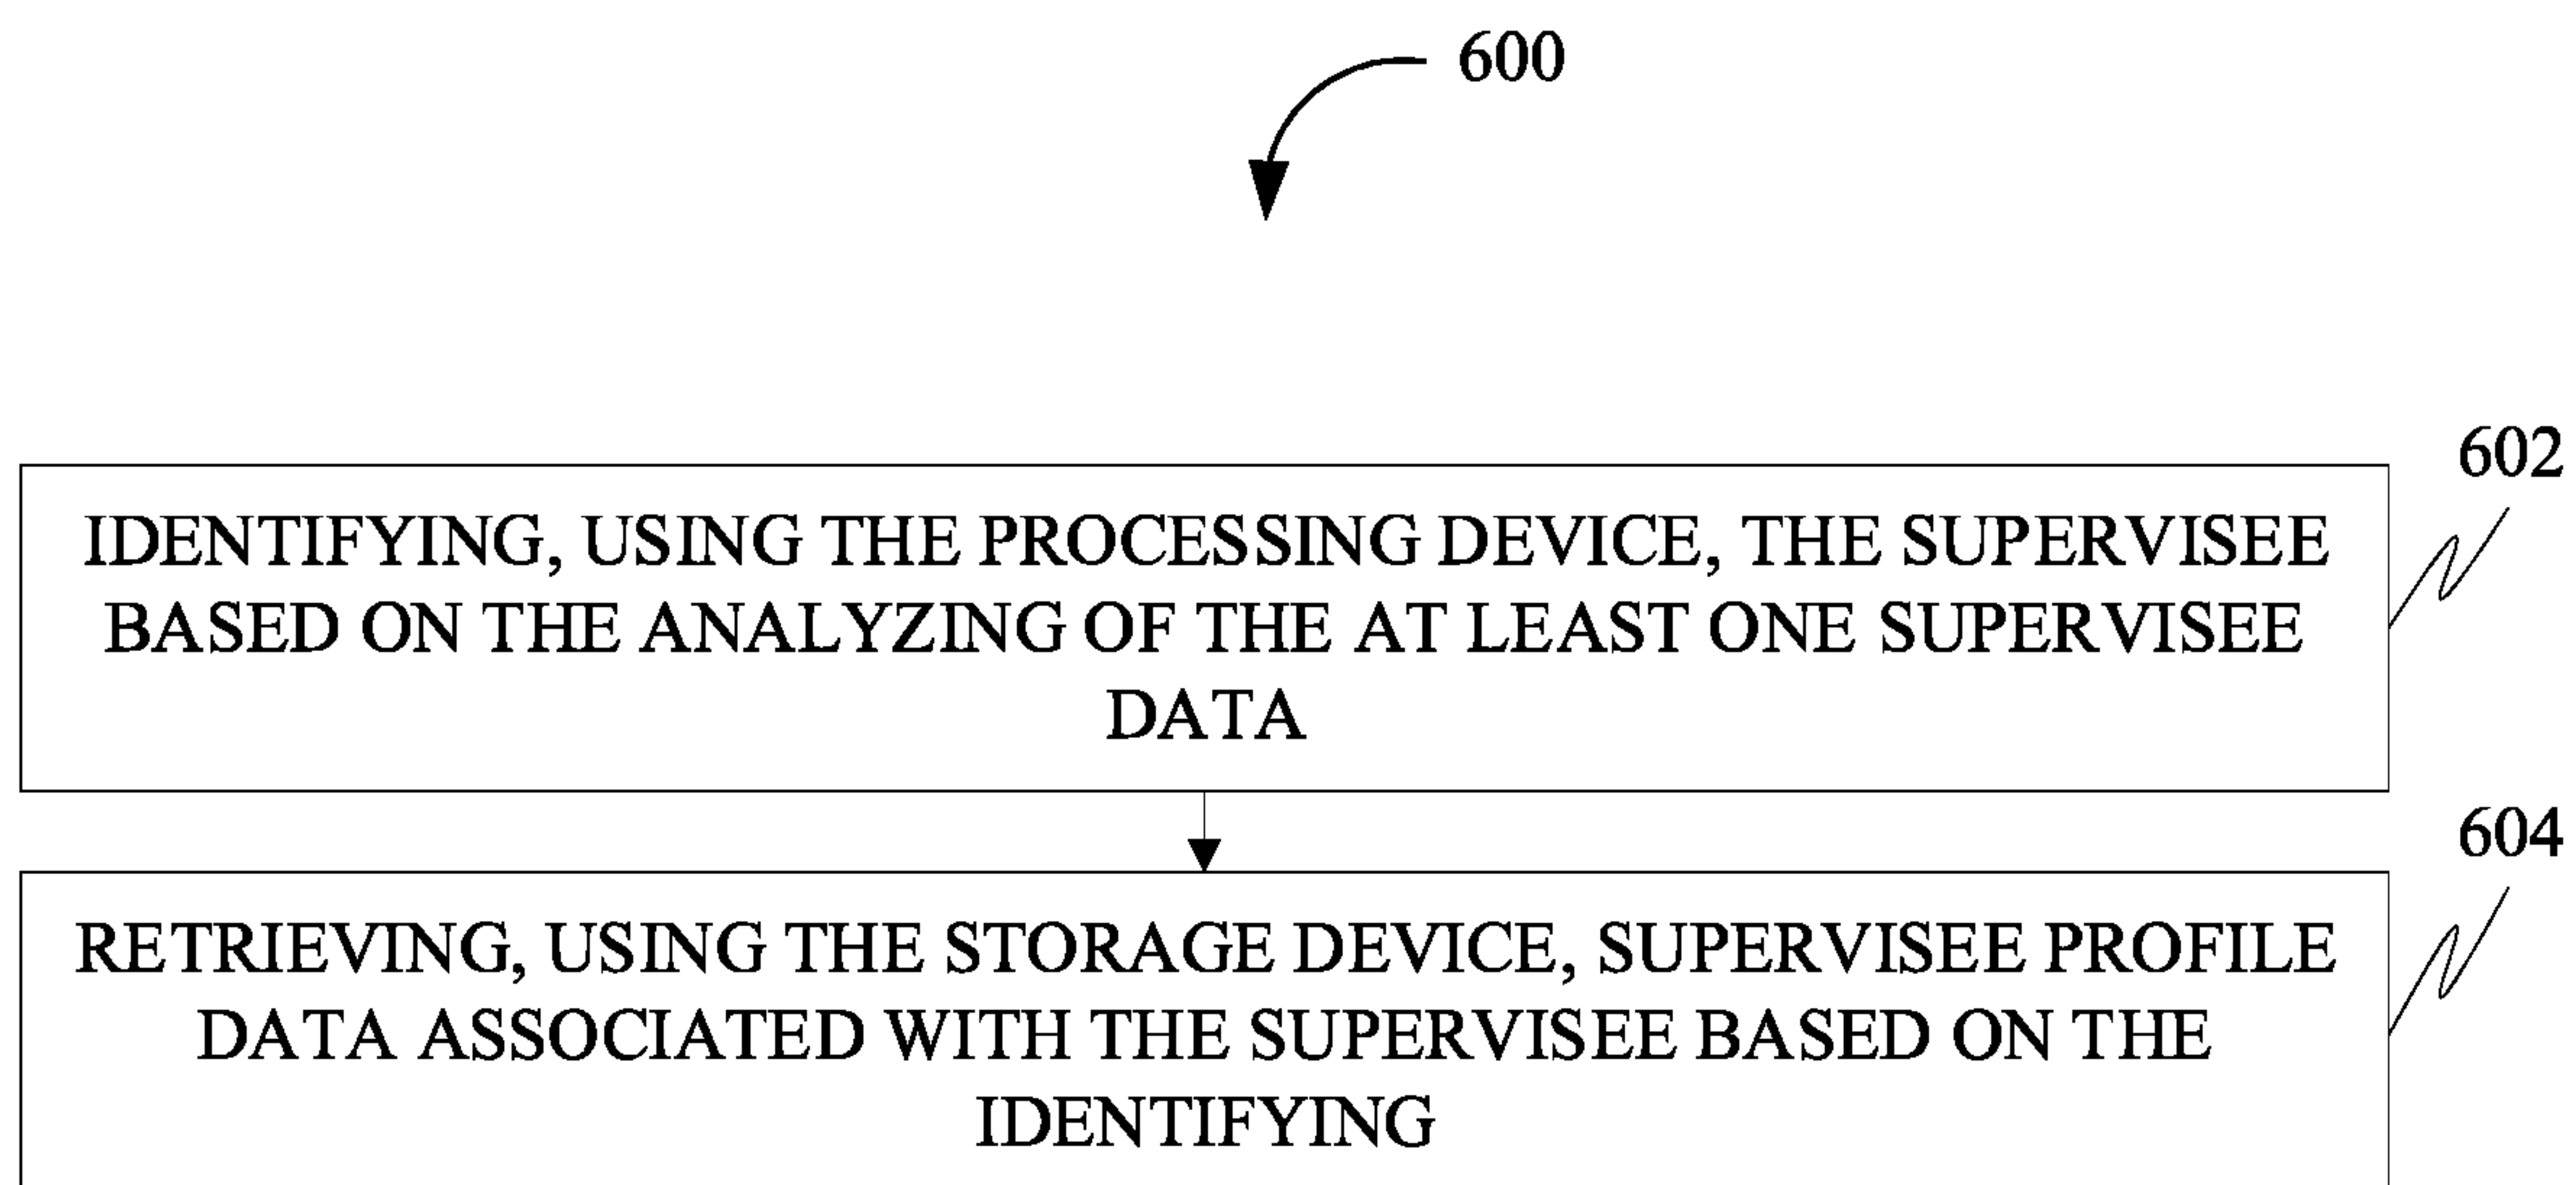 600
602
IDENTIFYING, USING THE PROCESSING DEVICE, THE SUPERVISEE
BASED ON THE ANALYZING OF THE AT LEAST ONE SUPERVISEE
DATA
604
RETRIEVING, USING THE STORAGE DEVICE, SUPERVISEE PROFILE
DATA ASSOCIATED WITH THE SUPERVISEE BASED ON THE
IDENTIFYING